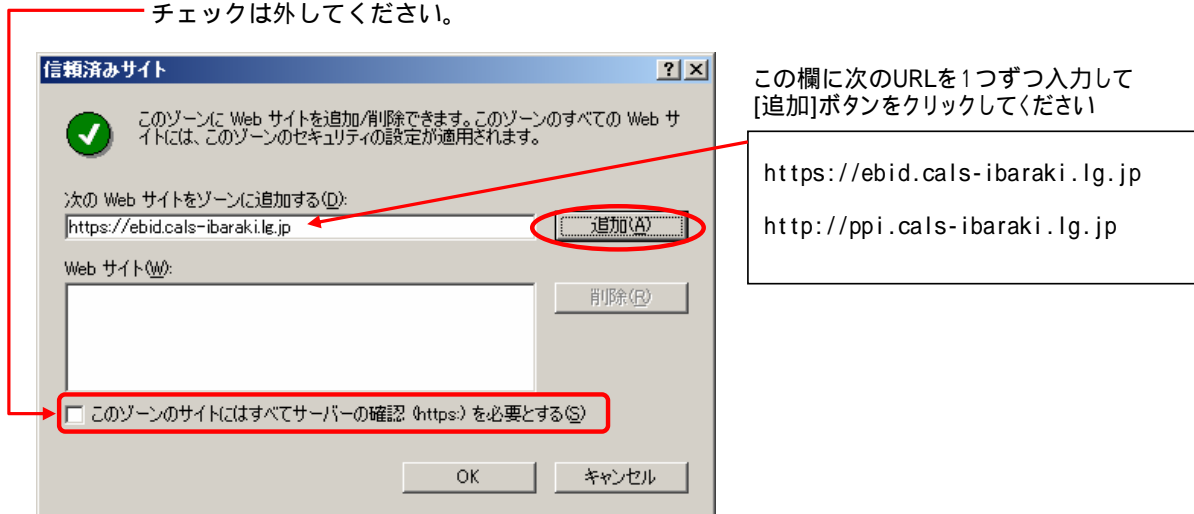 チェックは外してください。
信頼済みサイト
この欄に次のURLを1つずつ入力して
[追加]ボタンをクリックしてください
このゾーンに Web サイトを追加/削除できます。このゾーンのすべての Web サ
イトには、このゾーンのセキュリティの設定が適用されます。
https://ebid.cals-ibaraki.lg.jp
http://ppi.cals-ibaraki.lg.jp
次の Web サイトをゾーンに追加する(D):
https://ebid.cals-ibaraki.lg.jp
追加(A)
Web サイト(W):
削除(R)
このゾーンのサイトにはすべてサーバーの確認 (https:) を必要とする(S)
OK
キャンセル